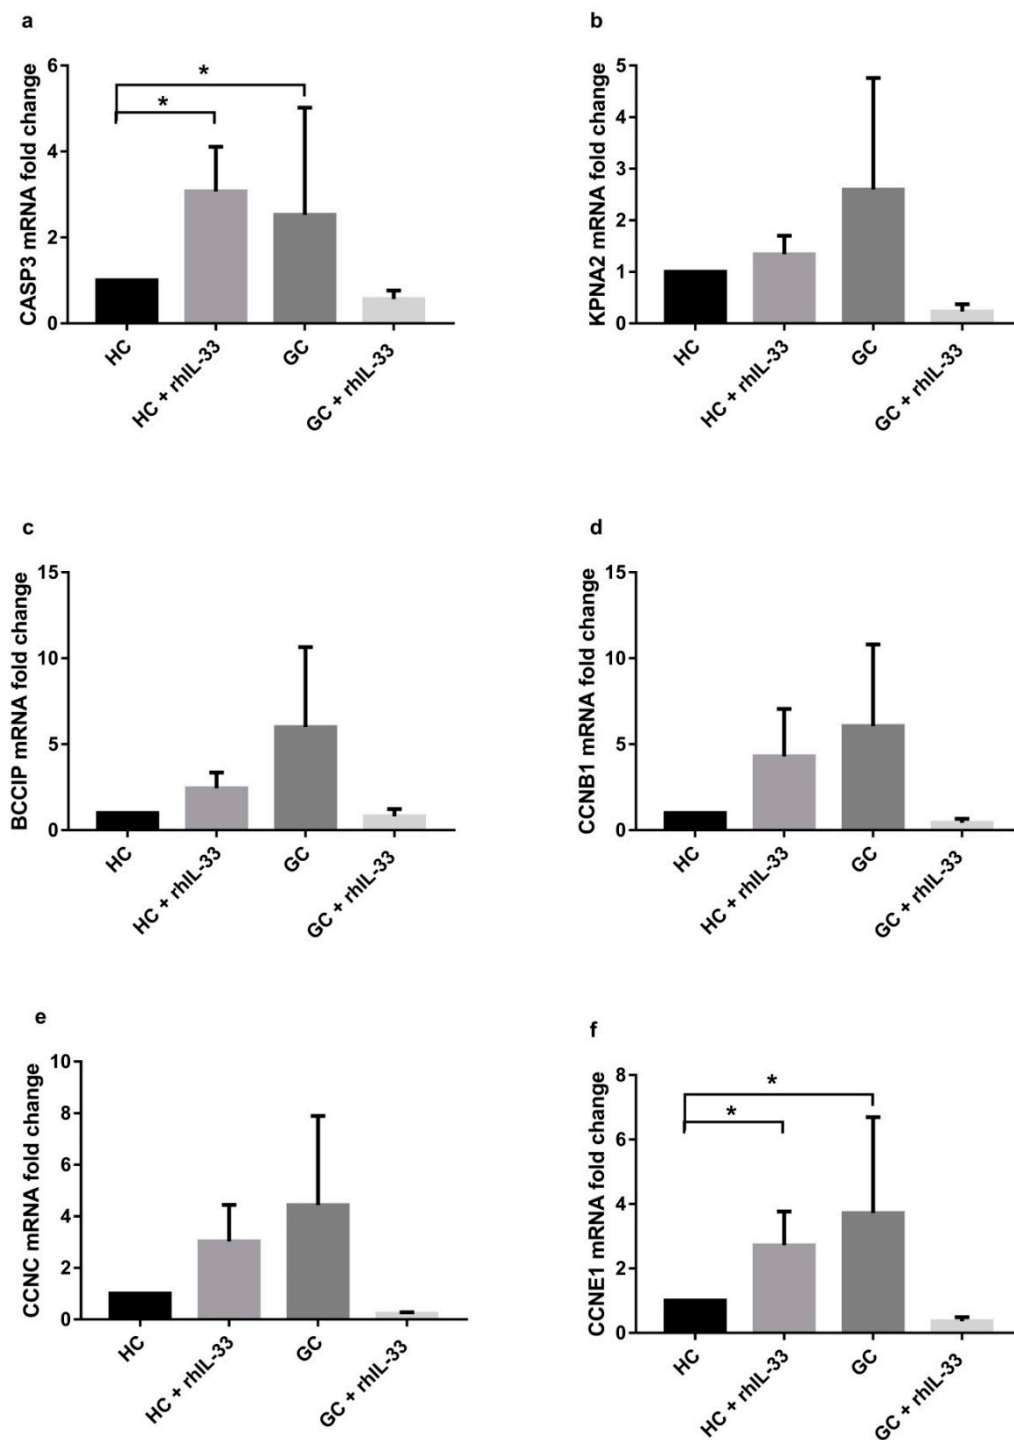 a
CASP3 mRNA fold change
6
4
2
0
*
*
HC
HC + rhIL-33
GC
GC + rhIL-33
b
KPNA2 mRNA fold change
5
4
3
2
1
0
HC
HC + rhIL-33
GC
GC + rhIL-33
c
BCCIP mRNA fold change
15
10
5
0
HC
HC + rhIL-33
GC
GC + rhIL-33
d
CCNB1 mRNA fold change
15
10
5
0
HC
HC + rhIL-33
GC
GC + rhIL-33
e
CCNC mRNA fold change
10
8
6
4
2
0
HC
HC + rhIL-33
GC
GC + rhIL-33
f
CCNE1 mRNA fold change
8
6
4
2
0
*
*
HC
HC + rhIL-33
GC
GC + rhIL-33